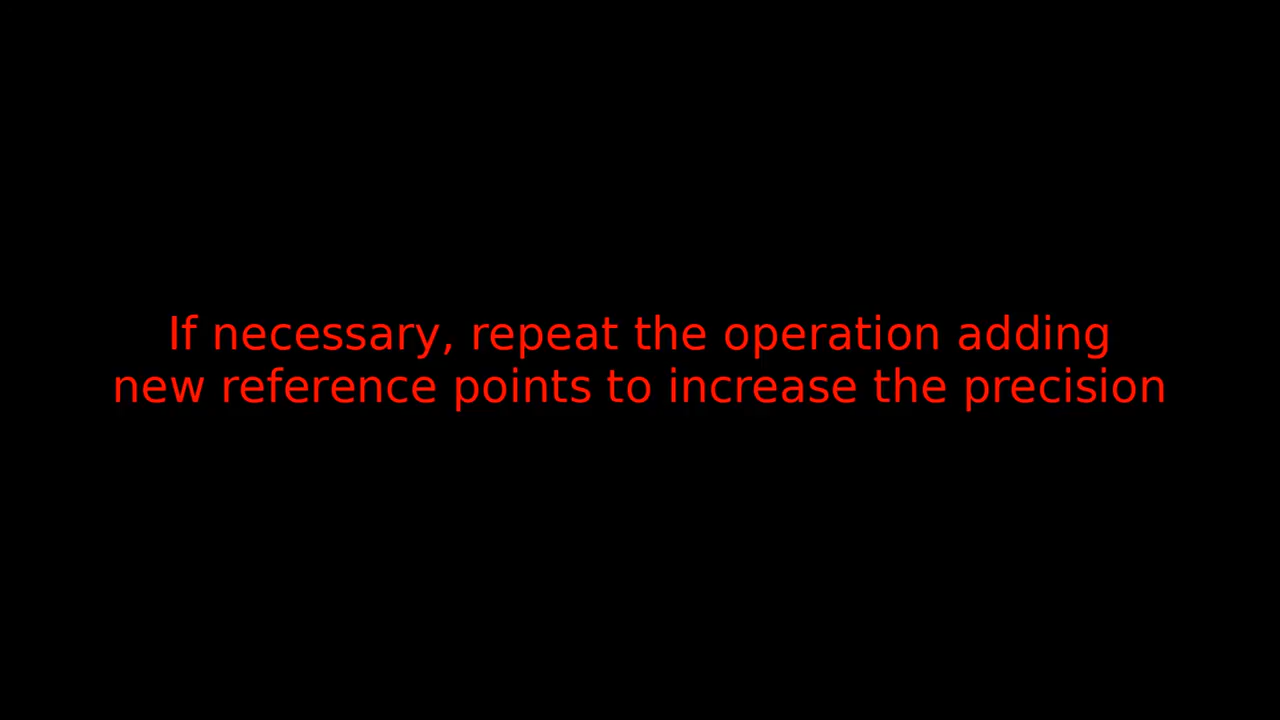 If necessary, repeat the operation adding
new reference points to increase the precision